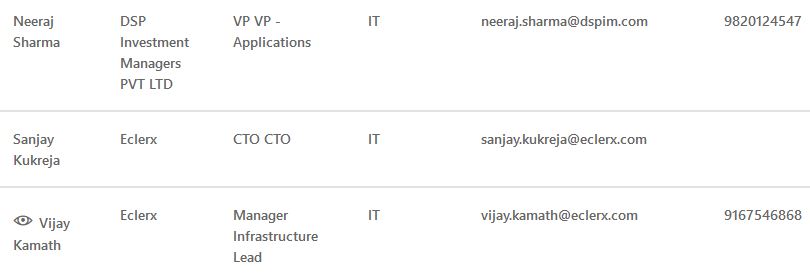 Neeraj DSP VP VP - IT neeraj.sharma@dspim.com 9820124547
Sharma Investment Applications
Managers
PVT LTD
Sanjay Eclerx CTO CTO IT sanjay.kukreja@eclerx.com
Kukreja
Vijay Eclerx Manager IT vijay.kamath@eclerx.com 9167546868
Kamath Infrastructure
Lead